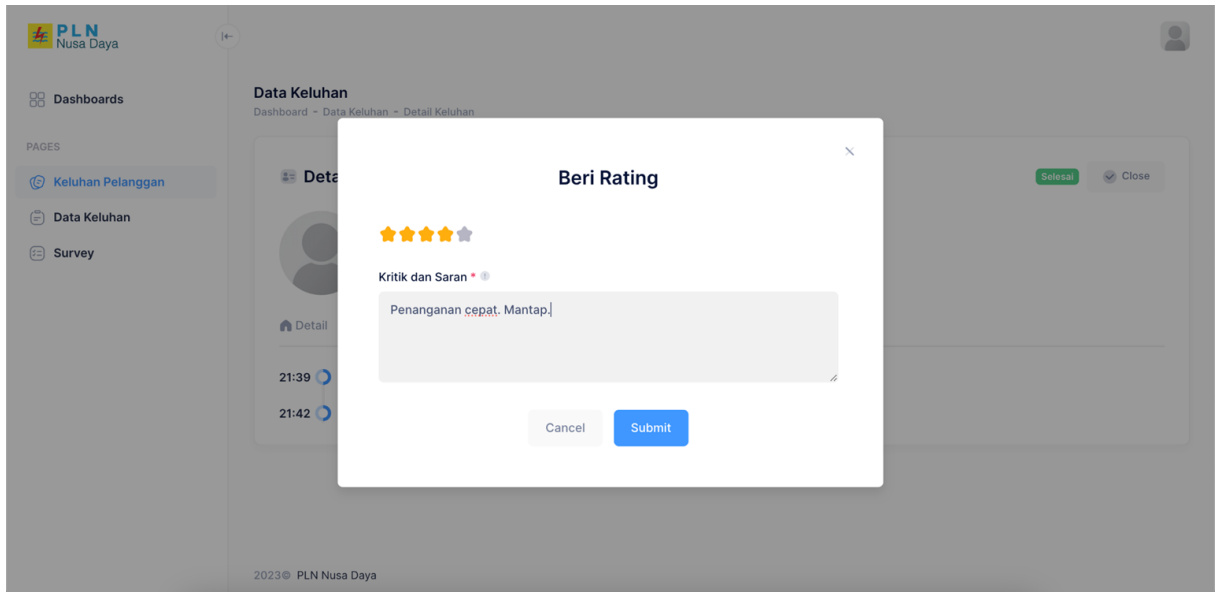 PLN
Nusa Daya
Dashboards
PAGES
Keluhan Pelanggan
Data Keluhan
Survey
Data Keluhan
Dashboard - Data Keluhan - Detail Keluhan
Deta
Selesai
Close
Detail
21:39
21:42
Beri Rating
Kritik dan Saran *
Penanganan cepat. Mantap.
Cancel
Submit
2023© PLN Nusa Daya